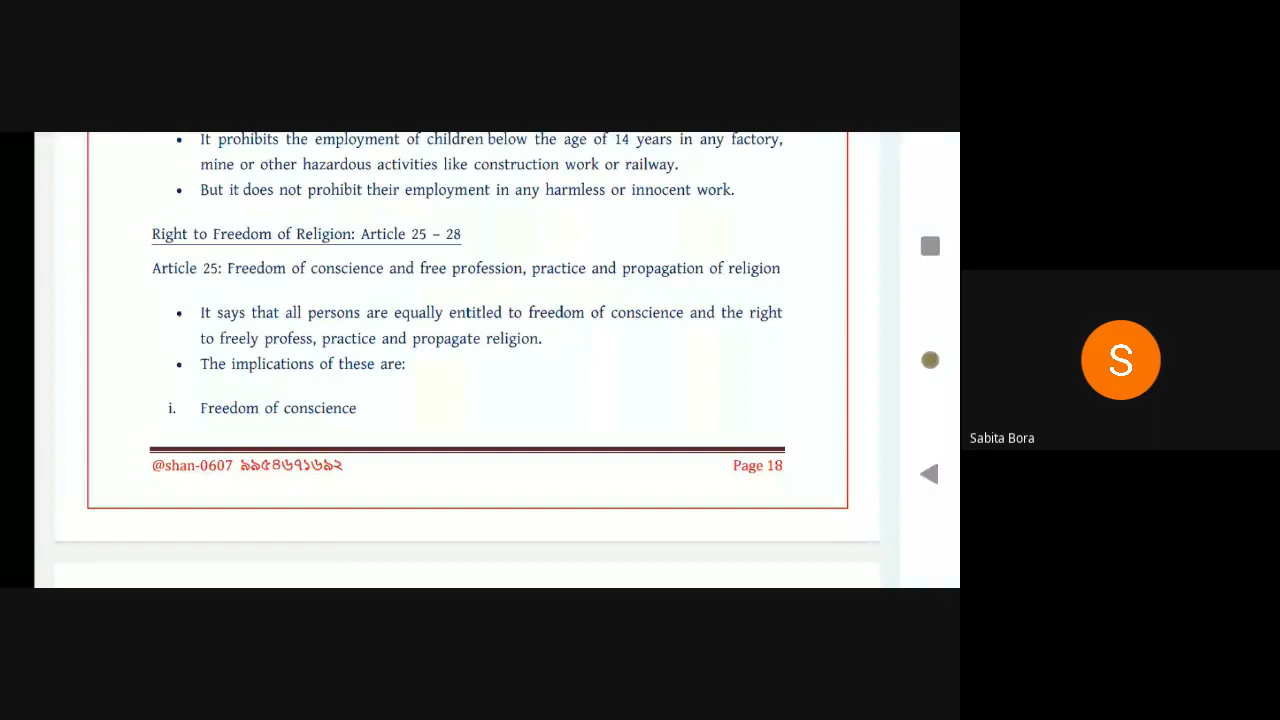 It prohibits the employment of children below the age of 14 years in any factory,
mine or other hazardous activities like construction work or railway.
But it does not prohibit their employment in any harmless or innocent work.
Right to Freedom of Religion: Article 25 – 28
Article 25: Freedom of conscience and free profession, practice and propagation of religion
It says that all persons are equally entitled to freedom of conscience and the right
to freely profess, practice and propagate religion.
The implications of these are:
i. Freedom of conscience
@shan-0607 ৯৯৫৪৬৭১৬৯২ Page 18
S
Sabita Bora